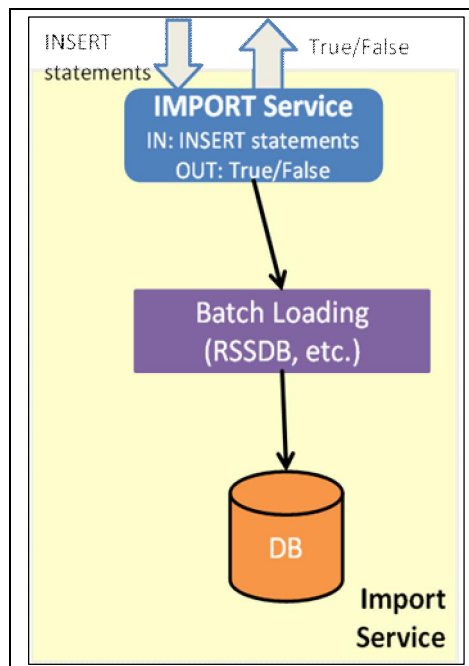 INSERT
statements
True/False
IMPORT Service
IN: INSERT statements
OUT: True/False
Batch Loading
(RSSDB, etc.)
DB
Import
Service